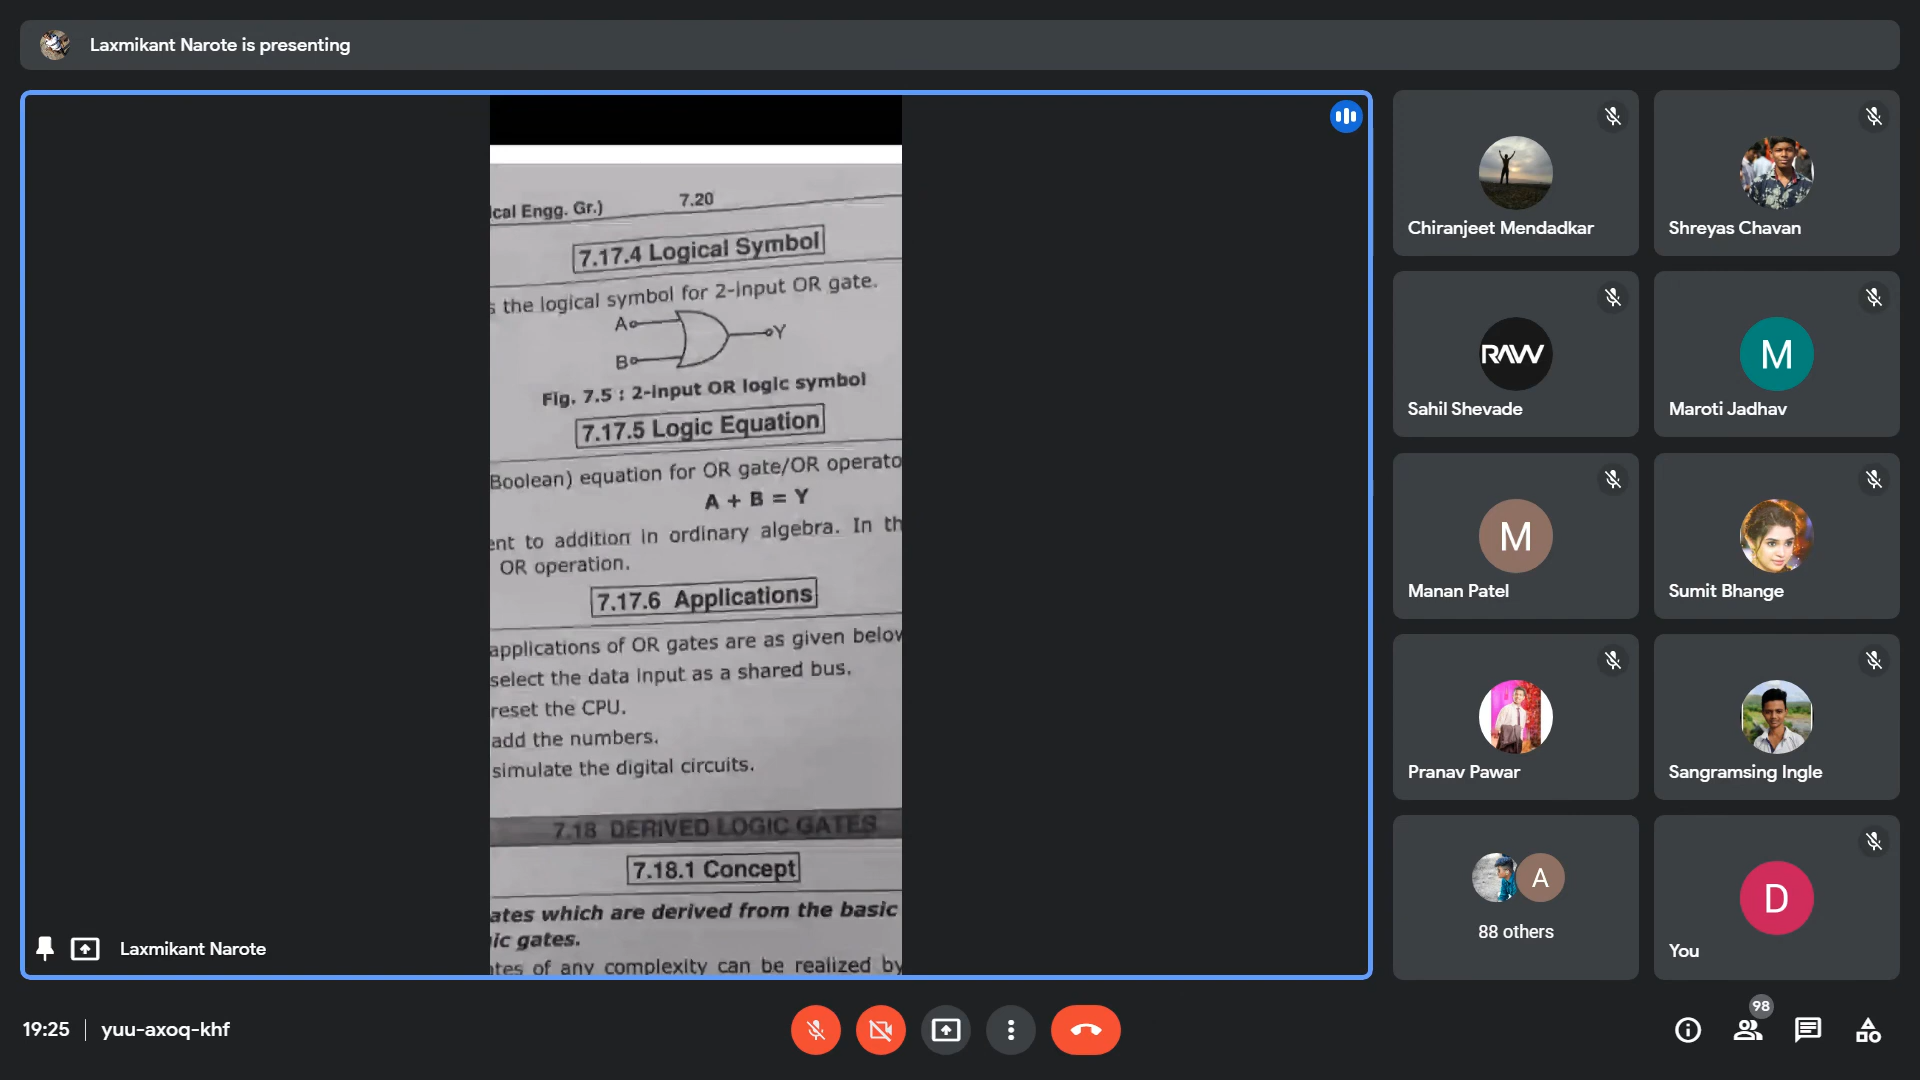 Laxmikant Narote is presenting
ical Engg. Gr.) 7.20
7.17.4 Logical Symbol
s the logical symbol for 2-input OR gate.
A
Y
B
Fig. 7.5 : 2-input OR logic symbol
7.17.5 Logic Equation
Boolean) equation for OR gate/OR operato
A + B = Y
ent to addition in ordinary algebra. In th
OR operation.
7.17.6 Applications
applications of OR gates are as given below
select the data input as a shared bus.
reset the CPU.
add the numbers.
simulate the digital circuits.
7.18 DERIVED LOGIC GATES
7.18.1 Concept
ates which are derived from the basic
ic gates.
ates of any complexity can be realized by
Laxmikant Narote
Chiranjeet Mendadkar
Shreyas Chavan
RAW
Sahil Shevade
M
Maroti Jadhav
M
Manan Patel
Sumit Bhange
Pranav Pawar
Sangramsing Ingle
A
88 others
D
You
19:25 | yuu-axoq-khf
98